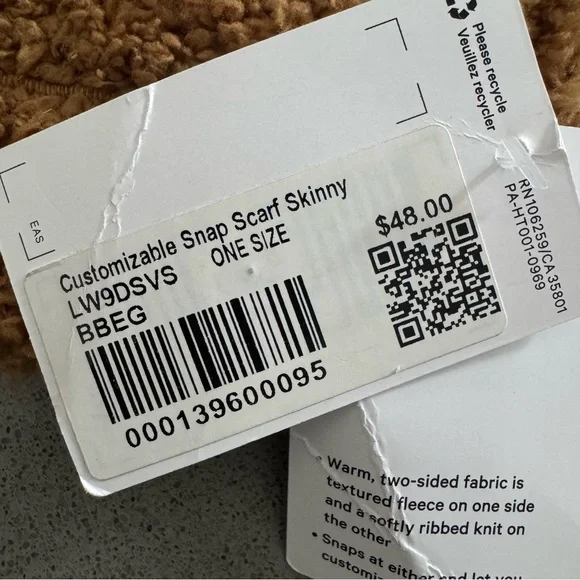 Please recycle
Veuillez recycler
EAS
Customizable Snap Scarf Skinny
LW9DSVS ONE SIZE
BBEG
$48.00
000139600095
RN106259/CA35801
PA-HT001-0969
• Warm, two-sided fabric is
textured fleece on one side
and a softly ribbed knit on
the other
• Snaps at either end let you